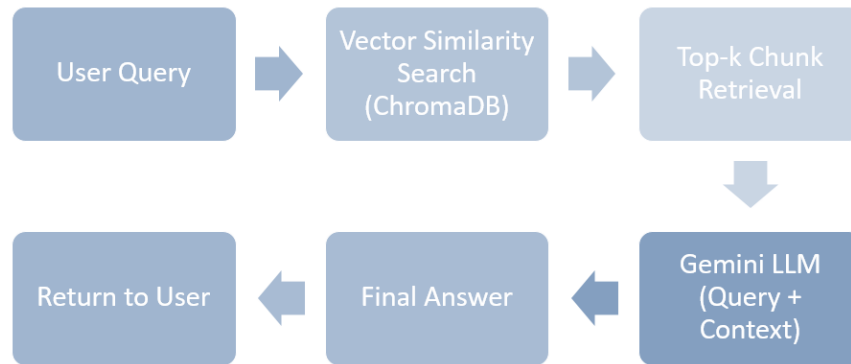 User Query
Vector Similarity
Search
(ChromaDB)
Top-k Chunk
Retrieval
Gemini LLM
(Query +
Context)
Final Answer
Return to User